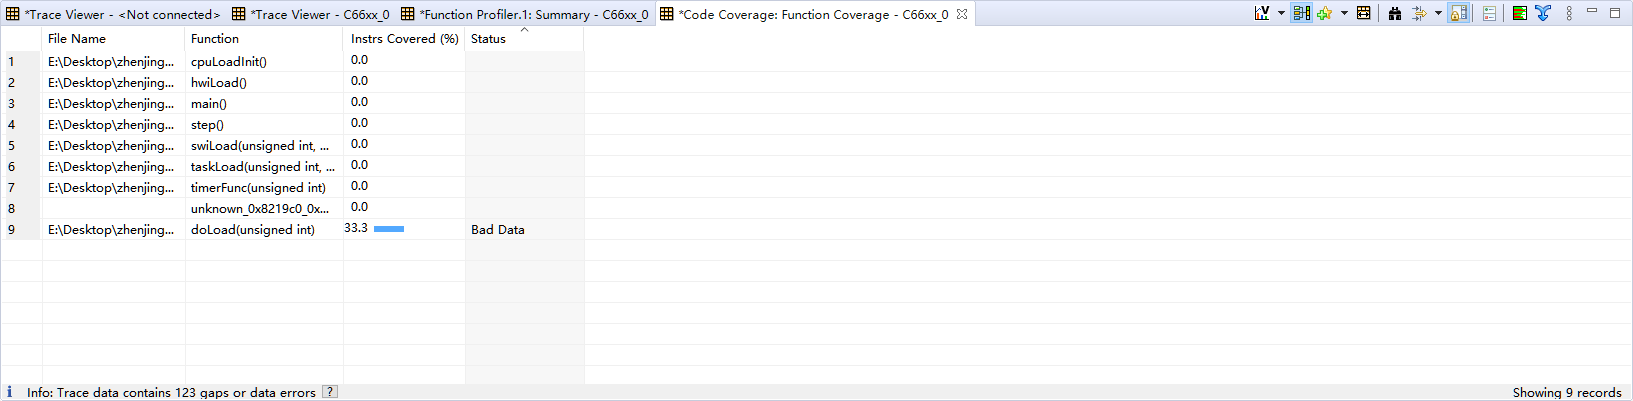 *Trace Viewer - <Not connected> *Trace Viewer - C66xx_0 *Function Profiler.1: Summary - C66xx_0 *Code Coverage: Function Coverage - C66xx_0
File Name Function Instrs Covered (%) Status
1 E:\Desktop\zhenjing... cpuLoadInit() 0.0
2 E:\Desktop\zhenjing... hwiLoad() 0.0
3 E:\Desktop\zhenjing... main() 0.0
4 E:\Desktop\zhenjing... step() 0.0
5 E:\Desktop\zhenjing... swiLoad(unsigned int, ... 0.0
6 E:\Desktop\zhenjing... taskLoad(unsigned int, ... 0.0
7 E:\Desktop\zhenjing... timerFunc(unsigned int) 0.0
8 unknown_0x8219c0_0x... 0.0
9 E:\Desktop\zhenjing... doLoad(unsigned int) 33.3 Bad Data
Info: Trace data contains 123 gaps or data errors ? Showing 9 records